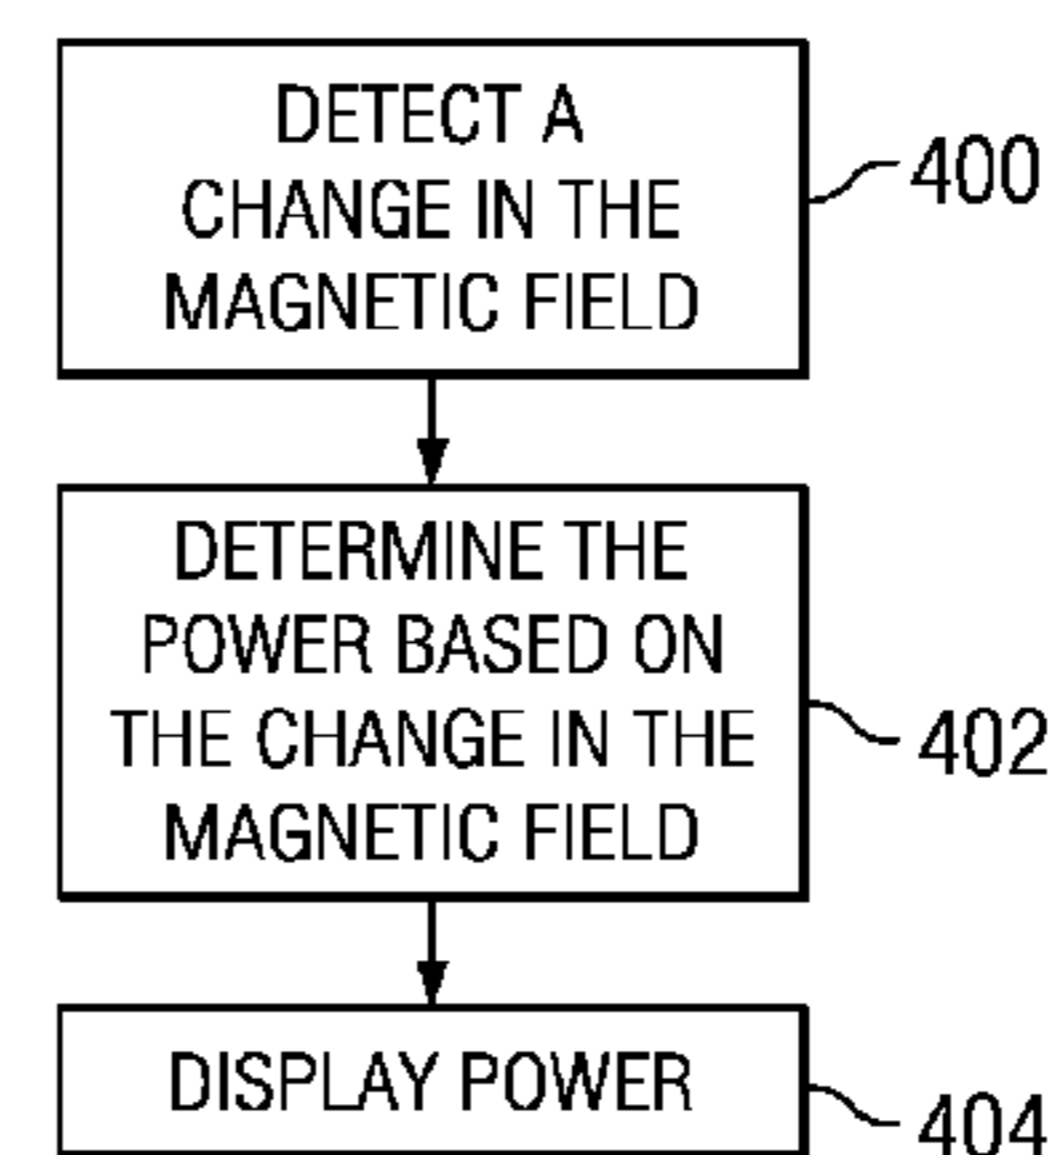 DETECT A
CHANGE IN THE
MAGNETIC FIELD
400
DETERMINE THE
POWER BASED ON
THE CHANGE IN THE
MAGNETIC FIELD
402
DISPLAY POWER
404